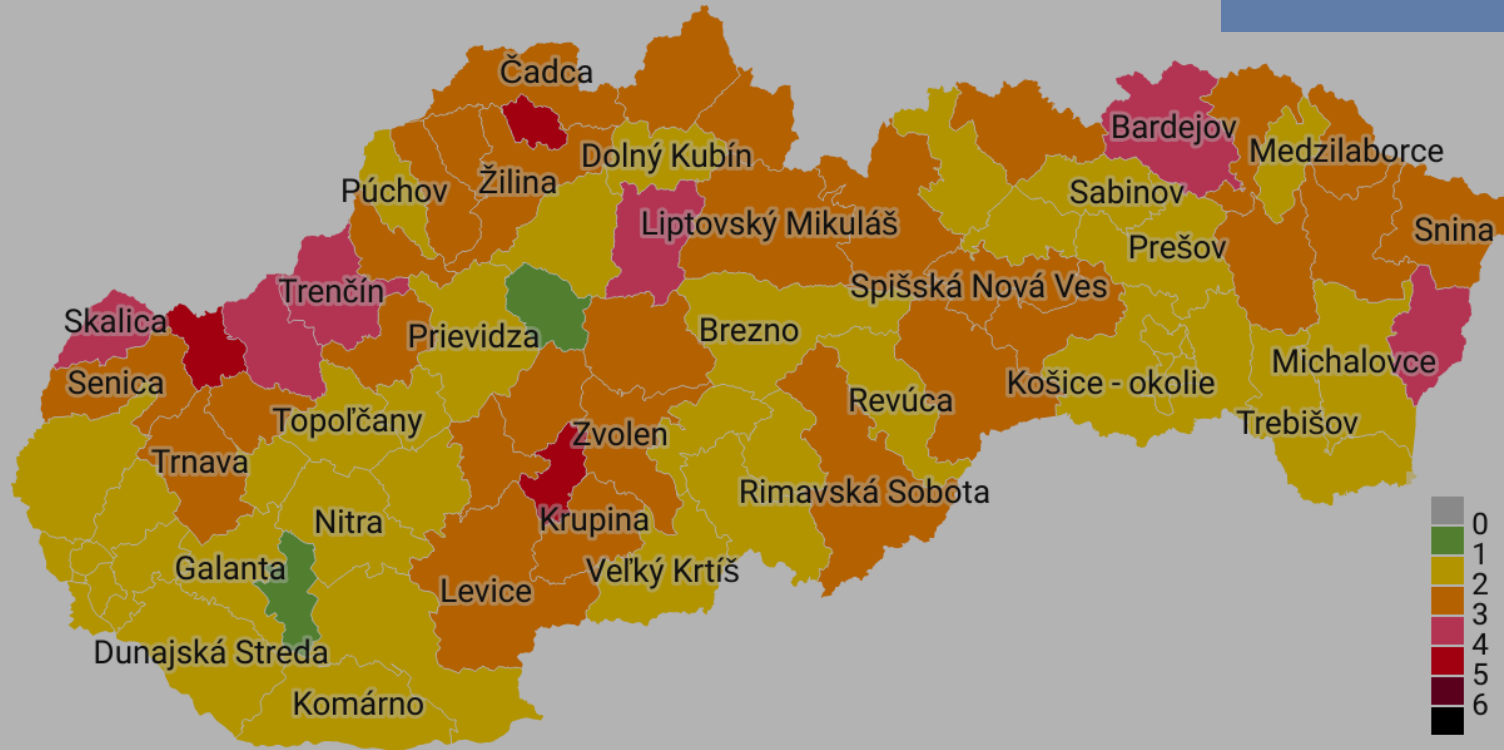 Čadca
Bardejov
Medzilaborce
Dolný Kubín
Púchov
Žilina
Sabinov
Liptovský Mikuláš
Snina
Prešov
Trenčín
Spišská Nová Ves
Skalica
Prievidza
Brezno
Michalovce
Senica
Košice - okolie
Revúca
Topoľčany
Trebišov
Zvolen
Trnava
Rimavská Sobota
Nitra
Krupina
Galanta
Veľký Krtíš
Levice
Dunajská Streda
Komárno
0
1
2
3
4
5
6